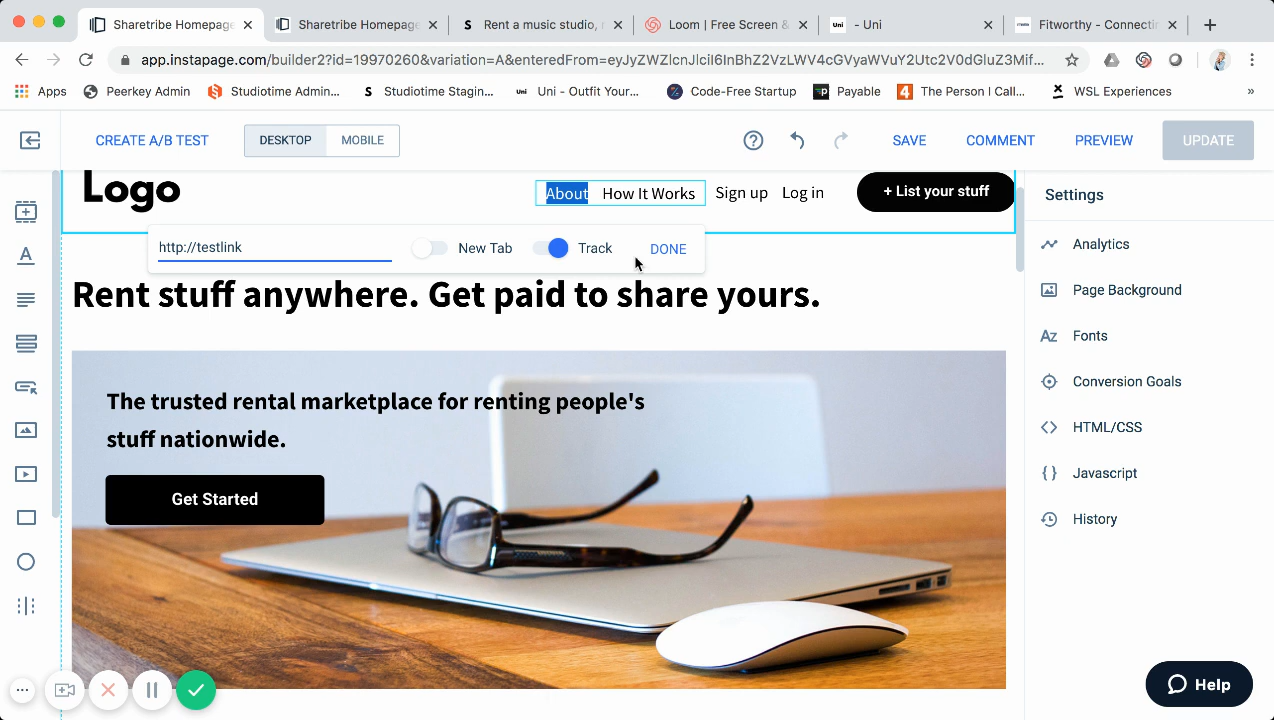 Sharetribe Homepage
Sharetribe Homepage
S Rent a music studio, r
Loom | Free Screen &
Uni - Uni
Fitworthy - Connectin
app.instapage.com/builder2?id=19970260&variation=A&enteredFrom=eyJyZWZlcnJlciI6InBhZ2VzLWV4cGVyaWVuY2Utc2V0dGluZ3Mif...
Apps
Peerkey Admin
Studiotime Admin...
S Studiotime Stagin...
Uni Uni - Outfit Your...
Code-Free Startup
Payable
4 The Person I Call...
WSL Experiences
»
CREATE A/B TEST
DESKTOP
MOBILE
SAVE
COMMENT
PREVIEW
UPDATE
Logo
About
How It Works
Sign up
Log in
+ List your stuff
http://testlink
New Tab
Track
DONE
Rent stuff anywhere. Get paid to share yours.
The trusted rental marketplace for renting people's
stuff nationwide.
Get Started
Settings
Analytics
Page Background
Az Fonts
Conversion Goals
HTML/CSS
Javascript
History
Help